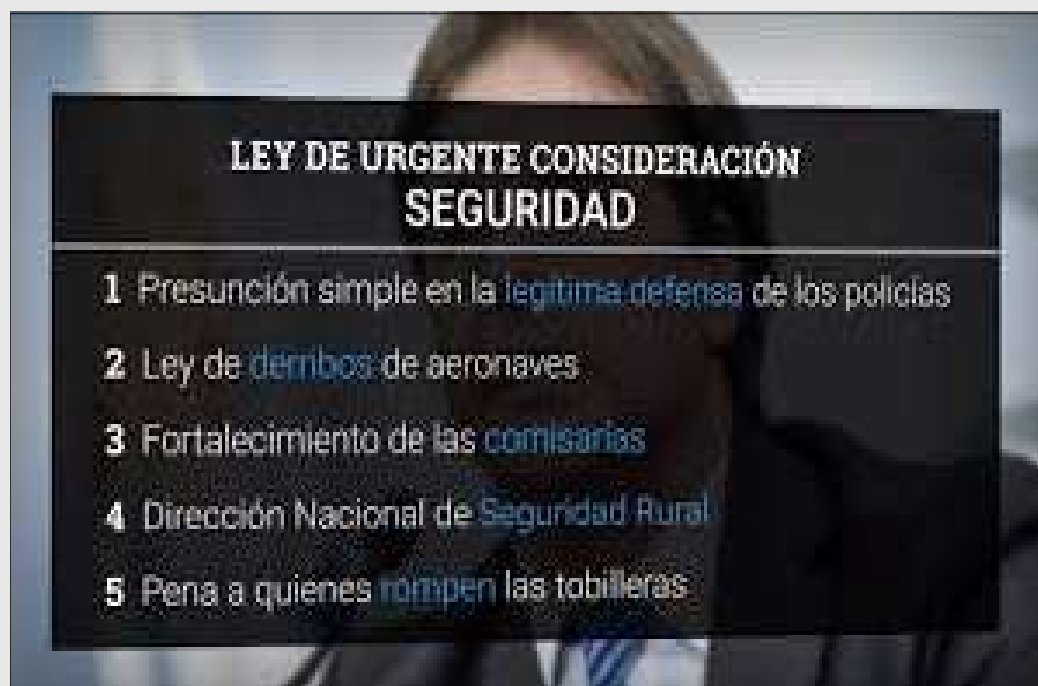 LEY DE URGENTE CONSIDERACIÓN
SEGURIDAD
1 Presunción simple en la legítima defensa de los policías
2 Ley de derribos de aeronaves
3 Fortalecimiento de las comisarías
4 Dirección Nacional de Seguridad Rural
5 Pena a quienes rompen las tobilleras